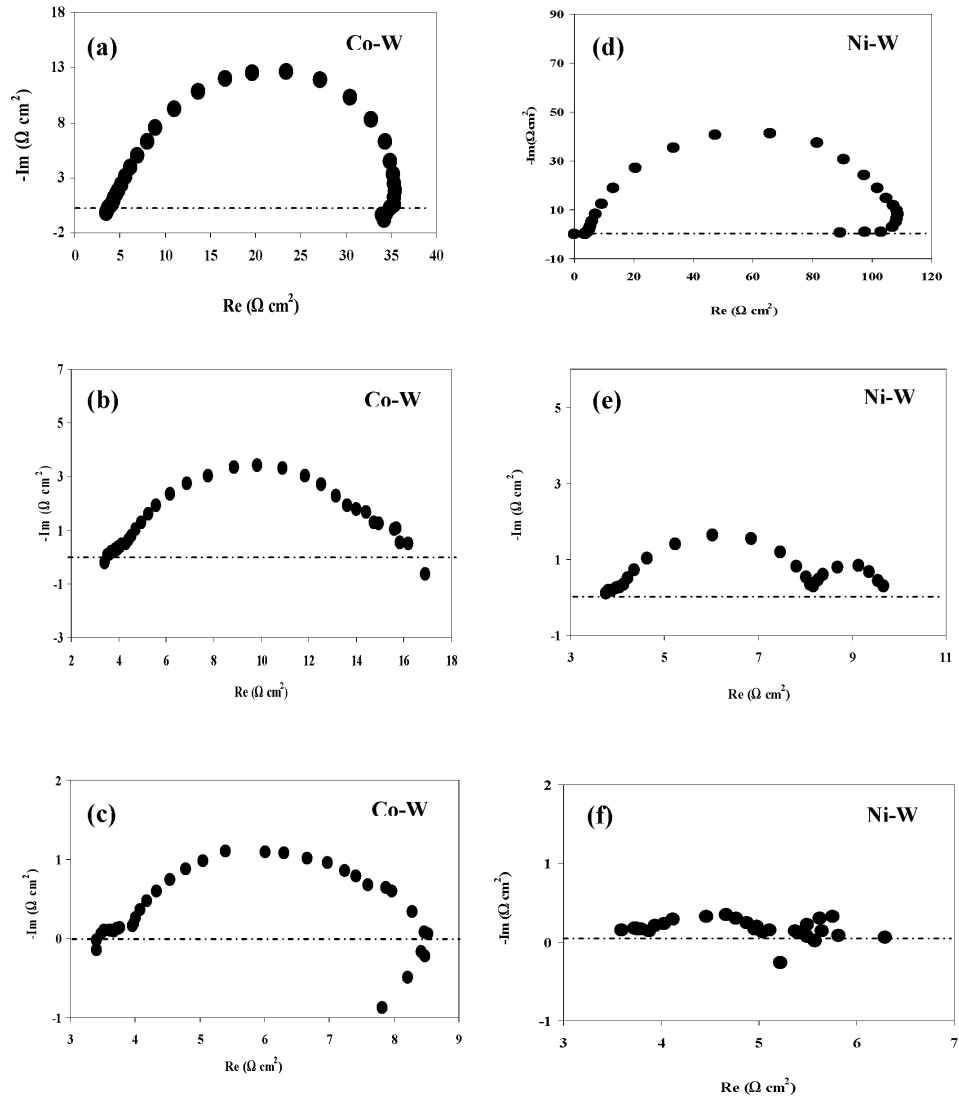 18
(a)
Co-W
13
8
3
-2
-Im (Ω cm²)
0 5 10 15 20 25 30 35 40
Re (Ω cm²)
90
(d)
Ni-W
70
50
30
10
-10
-Im(Ωcm²)
0 20 40 60 80 100 120
Re (Ω cm²)
7
(b)
Co-W
5
3
1
-1
-3
-Im (Ω cm²)
2 4 6 8 10 12 14 16 18
Re (Ω cm²)
(e)
Ni-W
5
3
1
-1
-Im (Ω cm²)
3 5 7 9 11
Re (Ω cm²)
2
(c)
Co-W
1
0
-1
-Im (Ω cm²)
3 4 5 6 7 8 9
Re (Ω cm²)
2
(f)
Ni-W
1
0
-1
-Im (Ω cm²)
3 4 5 6 7
Re (Ω cm²)